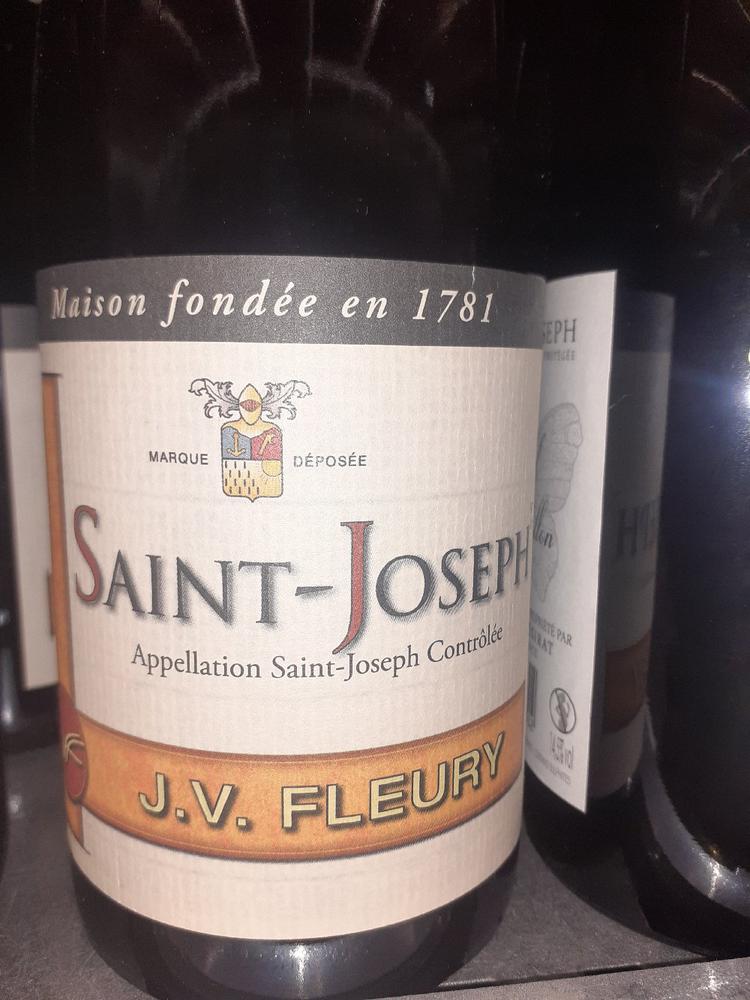 Maison fondée en 1781
MARQUE DÉPOSÉE
SAINT-JOSEPH
Appellation Saint-Joseph Contrôlée
J.V. FLEURY